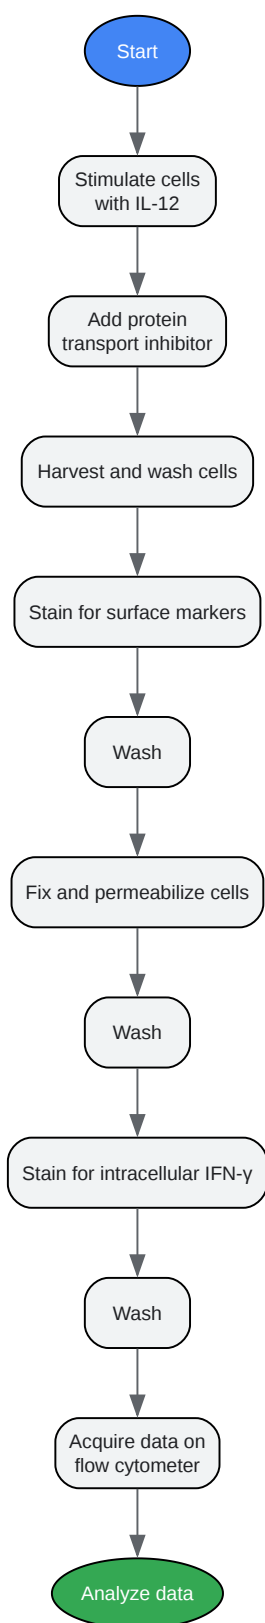 Start
Stimulate cells
with IL-12
Add protein
transport inhibitor
Harvest and wash cells
Stain for surface markers
Wash
Fix and permeabilize cells
Wash
Stain for intracellular IFN-γ
Wash
Acquire data on
flow cytometer
Analyze data